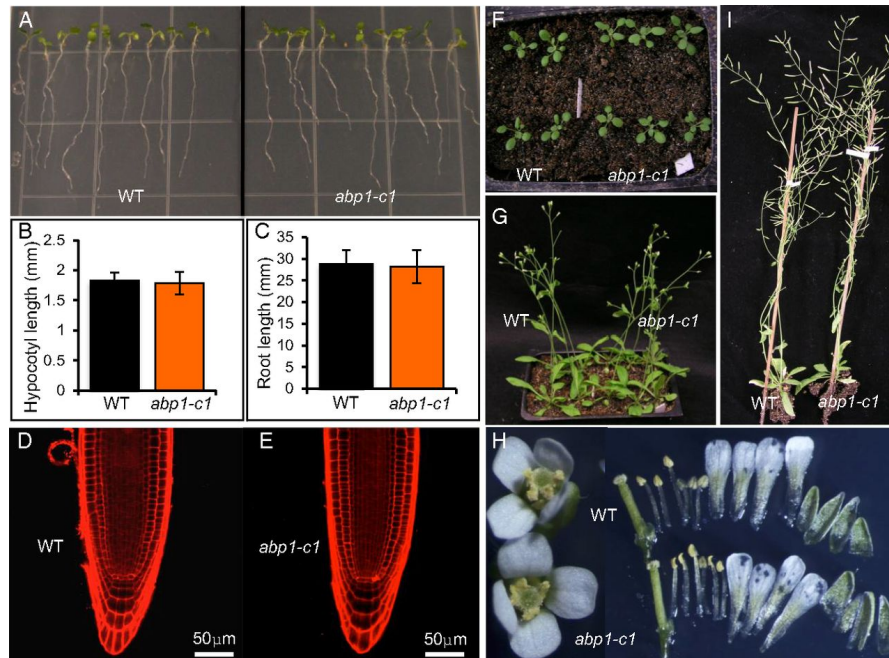 A
WT
abp1-c1
B
Hypocotyl length (mm)
2.5
2
1.5
1
0.5
0
WT
abp1-c1
C
Root length (mm)
35
30
25
20
15
10
5
0
WT
abp1-c1
D
WT
50μm
E
abp1-c1
50μm
F
WT
abp1-c1
G
WT
abp1-c1
H
WT
abp1-c1
I
WT
abp1-c1